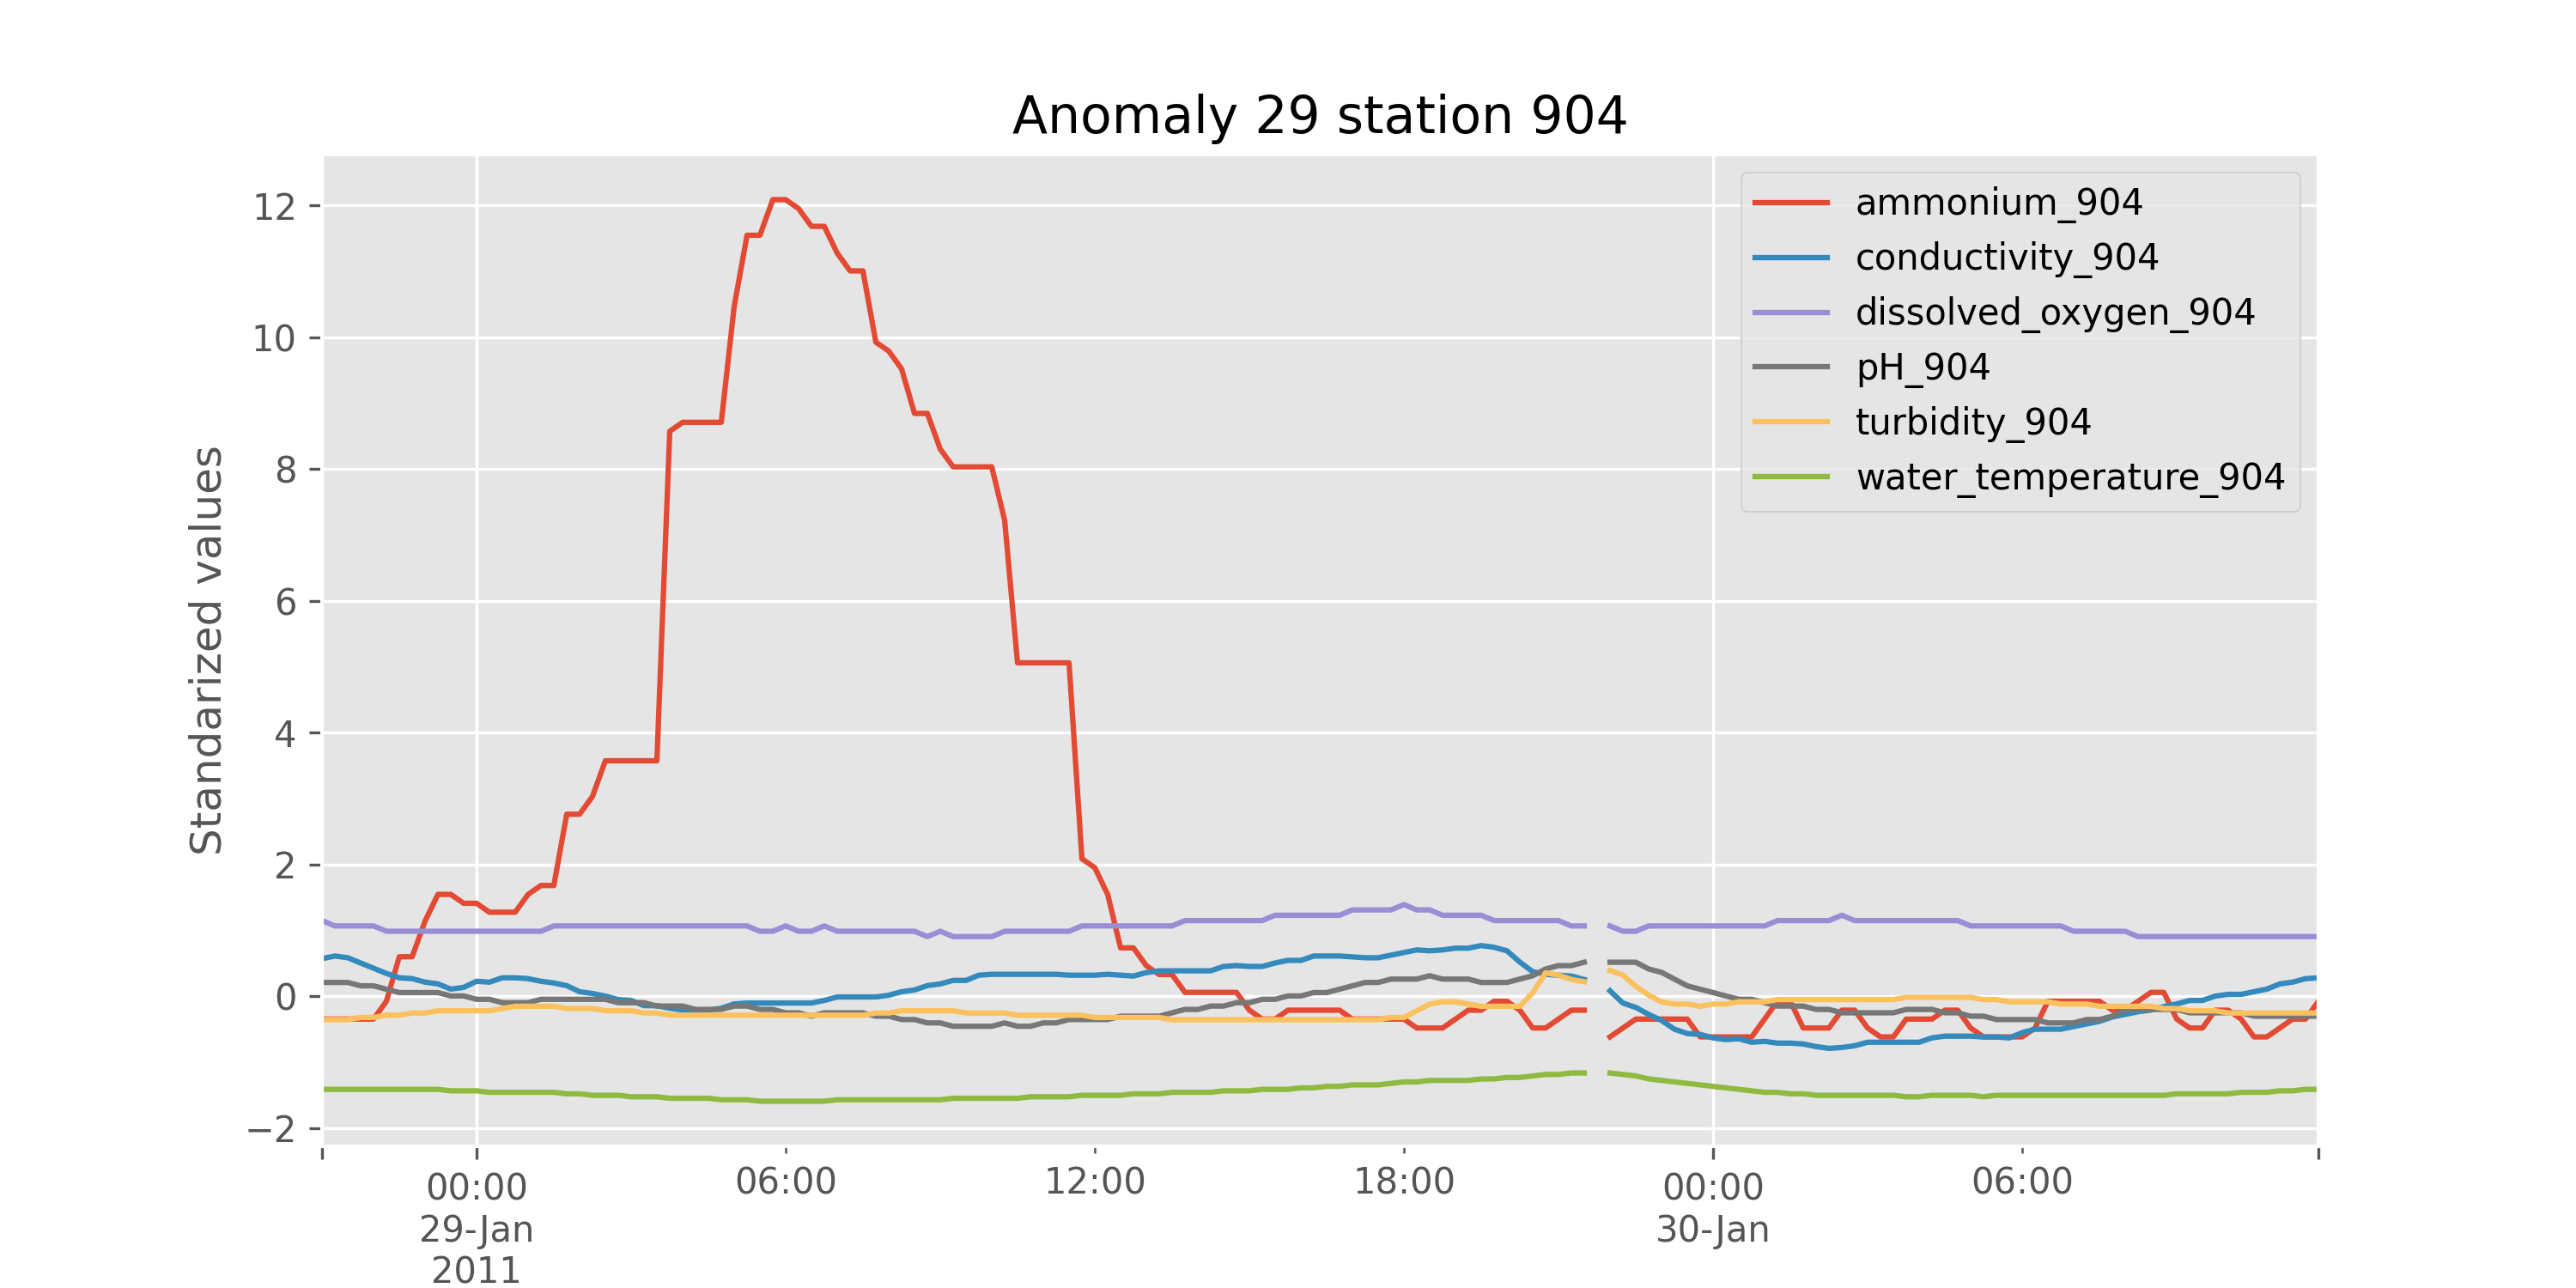 Anomaly 29 station 904
Standarized values
12
10
8
6
4
2
0
−2
ammonium_904
conductivity_904
dissolved_oxygen_904
pH_904
turbidity_904
water_temperature_904
00:00
29-Jan
2011
06:00
12:00
18:00
00:00
30-Jan
06:00